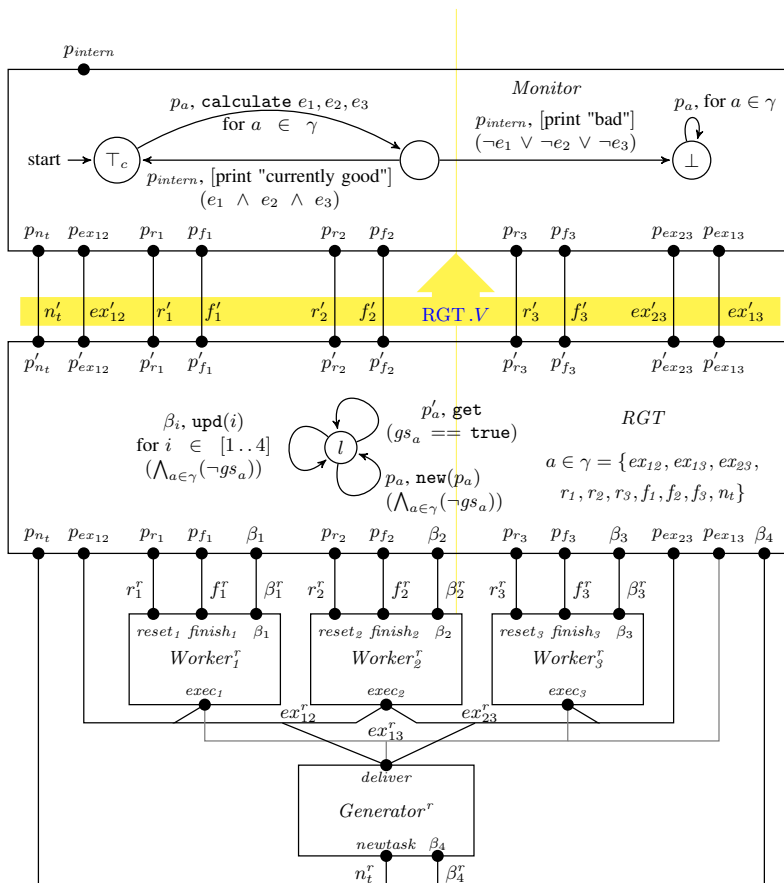 p_intern
Monitor
p_a, calculate e_1, e_2, e_3
for a ∈ γ
p_intern, [print "bad"]
(¬e_1 ∨ ¬e_2 ∨ ¬e_3)
p_a, for a ∈ γ
start
⊤_c
⊥
p_intern, [print "currently good"]
(e_1 ∧ e_2 ∧ e_3)
p_{n_t} p_{ex_12} p_{r_1} p_{f_1} p_{r_2} p_{f_2} p_{r_3} p_{f_3} p_{ex_23} p_{ex_13}
n'_t ex'_12 r'_1 f'_1 r'_2 f'_2 RGT.V r'_3 f'_3 ex'_23 ex'_13
p'_{n_t} p'_{ex_12} p'_{r_1} p'_{f_1} p'_{r_2} p'_{f_2} p'_{r_3} p'_{f_3} p'_{ex_23} p'_{ex_13}
β_i, upd(i)
for i ∈ [1..4]
(⋀_{a∈γ}(¬gs_a))
l
p'_a, get
(gs_a == true)
p_a, new(p_a)
(⋀_{a∈γ}(¬gs_a))
RGT
a ∈ γ = {ex_12, ex_13, ex_23,
r_1, r_2, r_3, f_1, f_2, f_3, n_t}
p_{n_t} p_{ex_12} p_{r_1} p_{f_1} β_1 p_{r_2} p_{f_2} β_2 p_{r_3} p_{f_3} β_3 p_{ex_23} p_{ex_13} β_4
r^r_1 f^r_1 β^r_1 r^r_2 f^r_2 β^r_2 r^r_3 f^r_3 β^r_3
reset_1 finish_1 β_1 reset_2 finish_2 β_2 reset_3 finish_3 β_3
Worker^r_1 Worker^r_2 Worker^r_3
exec_1 exec_2 exec_3
ex^r_12 ex^r_23
ex^r_13
deliver
Generator^r
newtask β_4
n^r_t β^r_4